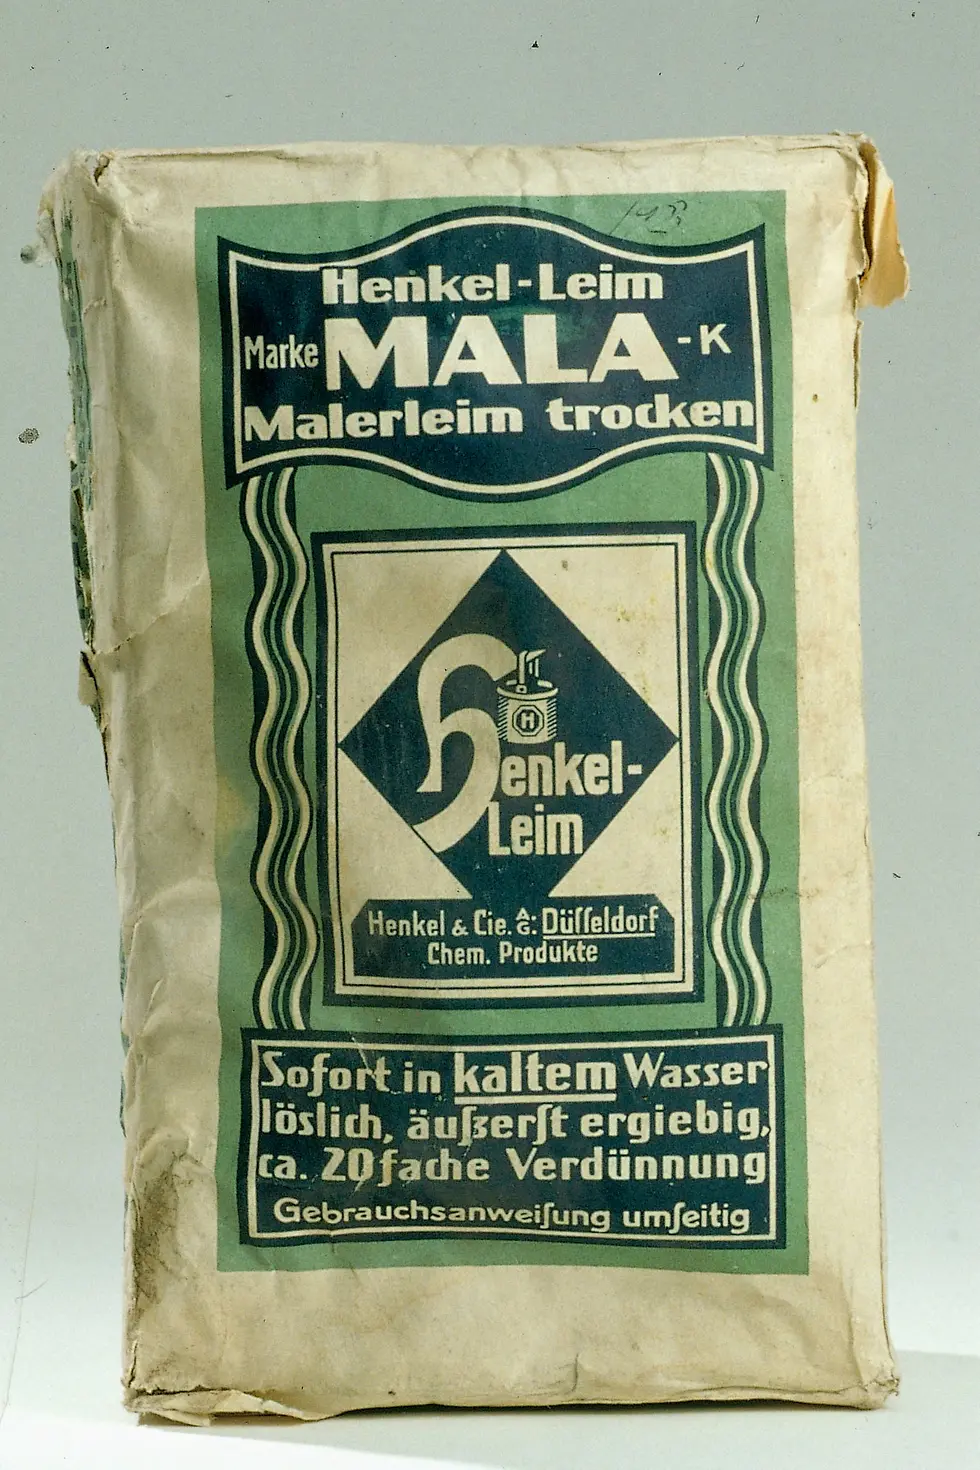 Henkel-Leim
Marke MALA-K
Malerleim trocken
H
Henkel-
Leim
Henkel & Cie. A.G. Düſſeldorf
Chem. Produkte
Sofort in kaltem Wasser
löslich, äuſzerſt ergiebig,
ca. 20fache Verdünnung
Gebrauchsanweiſung umſeitig